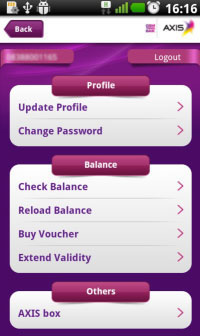 16:16
Back
AXIS
Logout
Profile
Update Profile
Change Password
Balance
Check Balance
Reload Balance
Buy Voucher
Extend Validity
Others
AXIS box